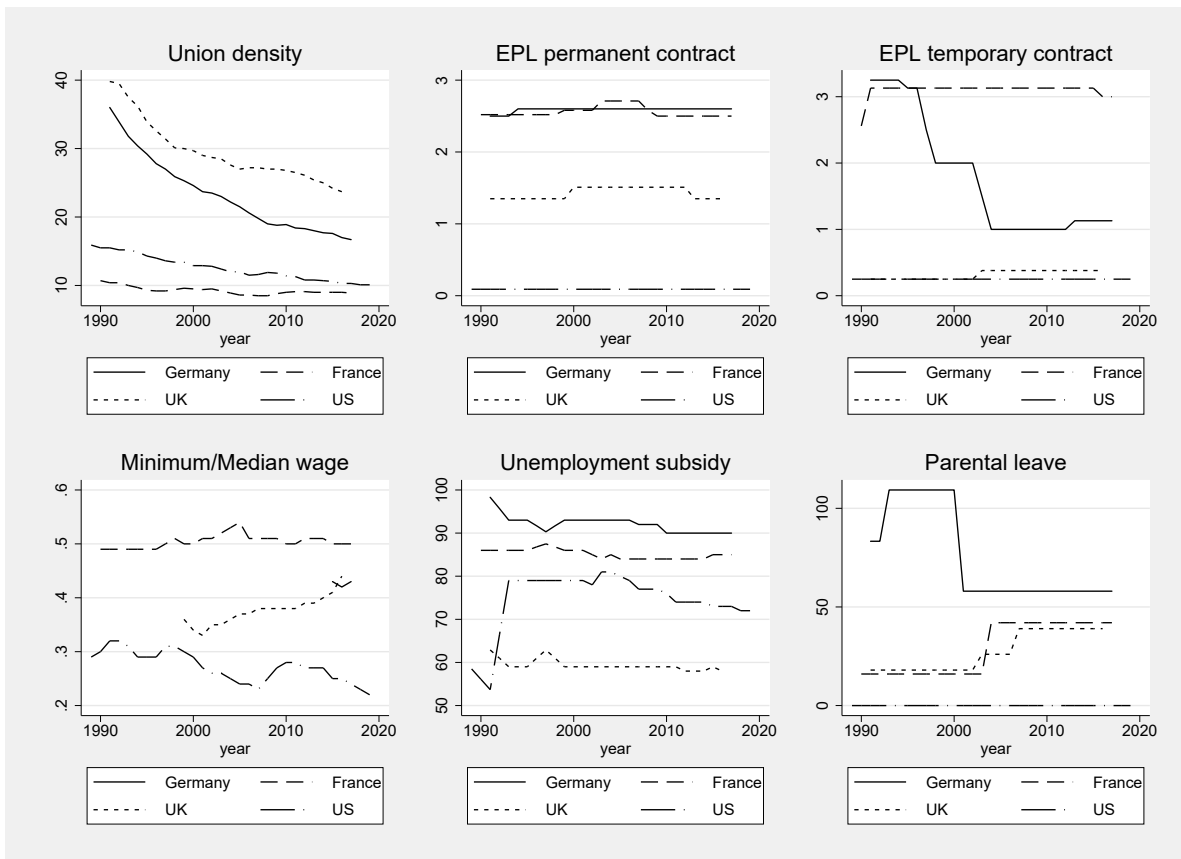 Union density
40
30
20
10
1990 2000 2010 2020
year
Germany France
UK US
EPL permanent contract
3
2
1
0
1990 2000 2010 2020
year
Germany France
UK US
EPL temporary contract
3
2
1
0
1990 2000 2010 2020
year
Germany France
UK US
Minimum/Median wage
.6
.5
.4
.3
.2
1990 2000 2010 2020
year
Germany France
UK US
Unemployment subsidy
100
90
80
70
60
50
1990 2000 2010 2020
year
Germany France
UK US
Parental leave
100
50
0
1990 2000 2010 2020
year
Germany France
UK US